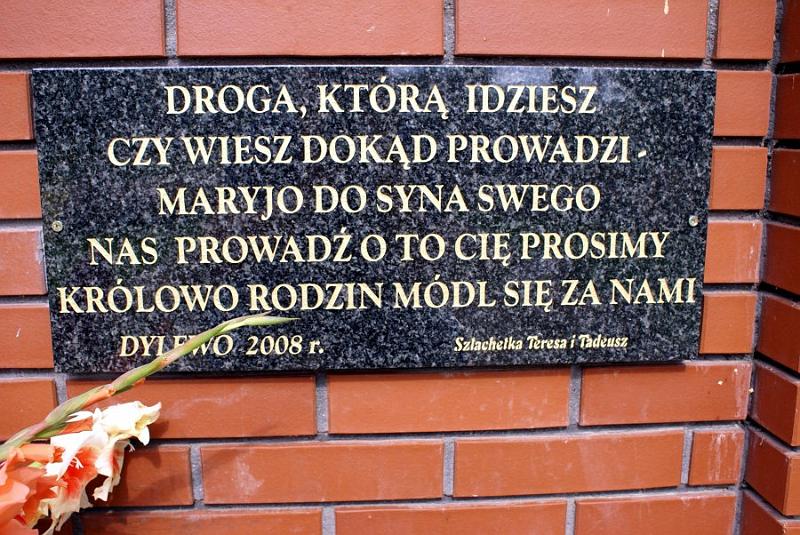 DROGA, KTÓRĄ IDZIESZ
CZY WIESZ DOKĄD PROWADZI -
MARYJO DO SYNA SWEGO
NAS PROWADŹ O TO CIĘ PROSIMY
KRÓLOWO RODZIN MÓDL SIĘ ZA NAMI
DYLEWO 2008 r. Szlachetka Teresa i Tadeusz